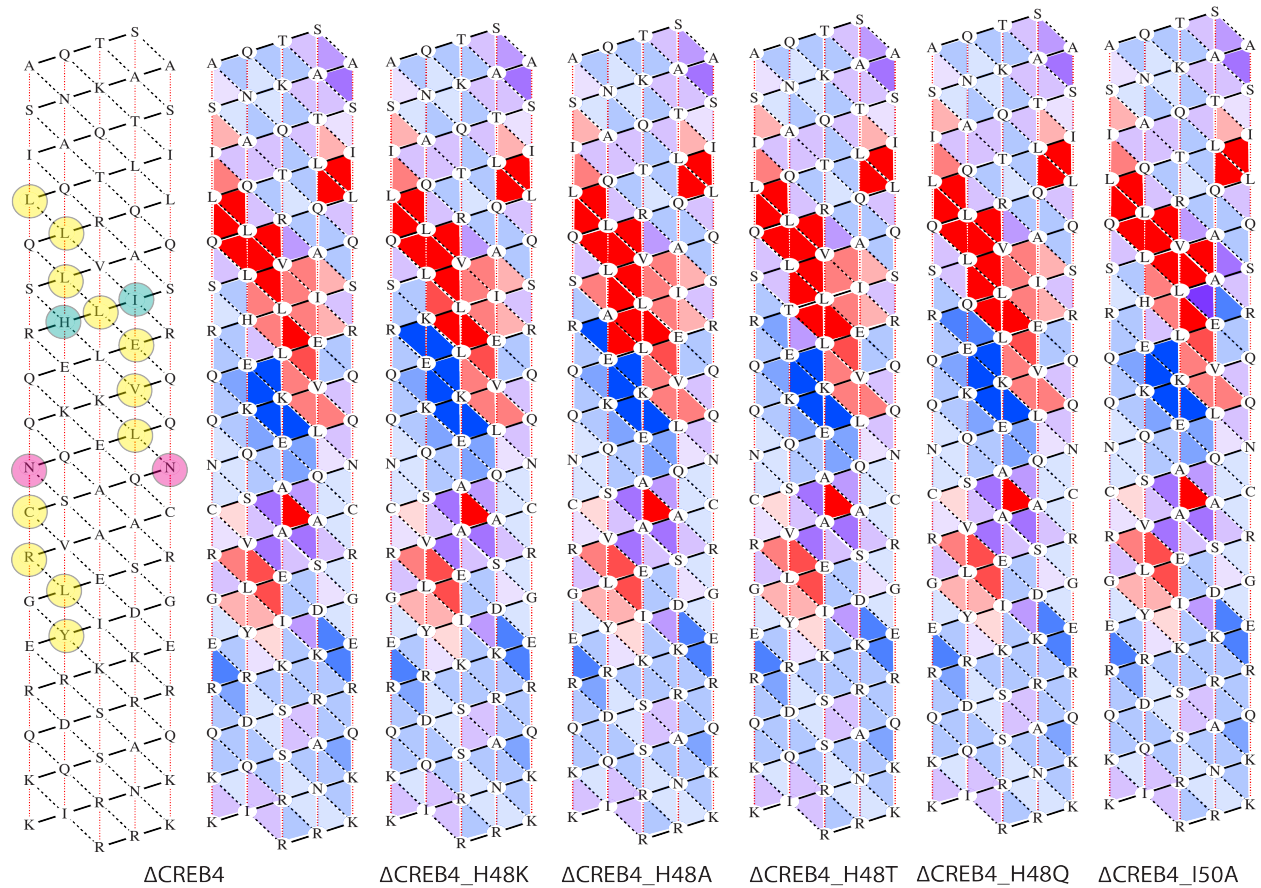 A Q T S
S N K A A
I A Q T S
L Q T L I
Q L R Q L
S L V A Q
R H L I S
Q E L E R
Q K K V Q
N Q E L Q
C S A Q N
R V A A C
G L E S R
E Y I D G
R R K K E
Q D S R R
K Q S A Q
K I R N K
R R K
A Q T S
S N K A A
I A Q T S
L Q T L I
Q L R Q L
S L V A Q
R H L I S
Q E L E R
Q K K V Q
N Q E L Q
C S A Q N
R V A A C
G L E S R
E Y I D G
R R K K E
Q D S R R
K Q S A Q
K I R N K
R R K
A Q T S
S N K A A
I A Q T S
L Q T L I
Q L R Q L
S L V A Q
R K L I S
Q E L E R
Q K K V Q
N Q E L Q
C S A Q N
R V A A C
G L E S R
E Y I D G
R R K K E
Q D S R R
K Q S A Q
K I R N K
R R K
A Q T S
S N K A A
I A Q T S
L Q T L I
Q L R Q L
S L V A Q
R A L I S
Q E L E R
Q K K V Q
N Q E L Q
C S A Q N
R V A A C
G L E S R
E Y I D G
R R K K E
Q D S R R
K Q S A Q
K I R N K
R R K
A Q T S
S N K A A
I A Q T S
L Q T L I
Q L R Q L
S L V A Q
R T L I S
Q E L E R
Q K K V Q
N Q E L Q
C S A Q N
R V A A C
G L E S R
E Y I D G
R R K K E
Q D S R R
K Q S A Q
K I R N K
R R K
A Q T S
S N K A A
I A Q T S
L Q T L I
Q L R Q L
S L V A Q
R Q L I S
Q E L E R
Q K K V Q
N Q E L Q
C S A Q N
R V A A C
G L E S R
E Y I D G
R R K K E
Q D S R R
K Q S A Q
K I R N K
R R K
A Q T S
S N K A A
I A Q T S
L Q T L I
Q L R Q L
S L V A Q
R H L A S
Q E L E R
Q K K V Q
N Q E L Q
C S A Q N
R V A A C
G L E S R
E Y I D G
R R K K E
Q D S R R
K Q S A Q
K I R N K
R R K
ΔCREB4 ΔCREB4_H48K ΔCREB4_H48A ΔCREB4_H48T ΔCREB4_H48Q ΔCREB4_I50A